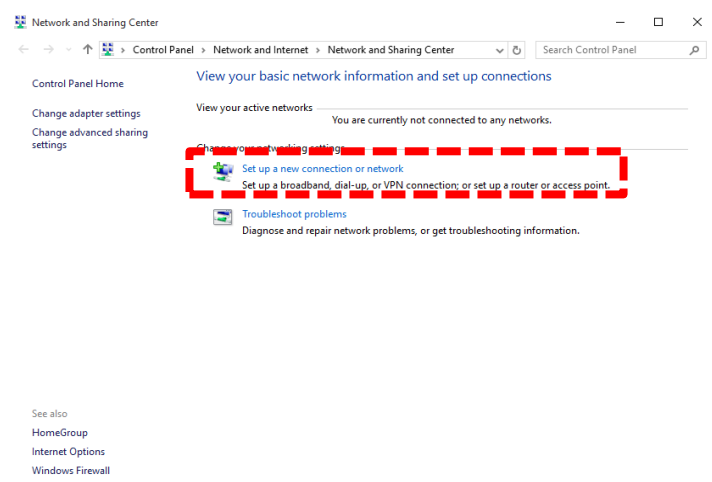 Network and Sharing Center
Control Panel > Network and Internet > Network and Sharing Center
Search Control Panel
Control Panel Home
Change adapter settings
Change advanced sharing
settings
View your basic network information and set up connections
View your active networks
You are currently not connected to any networks.
Change your networking settings
Set up a new connection or network
Set up a broadband, dial-up, or VPN connection; or set up a router or access point.
Troubleshoot problems
Diagnose and repair network problems, or get troubleshooting information.
See also
HomeGroup
Internet Options
Windows Firewall